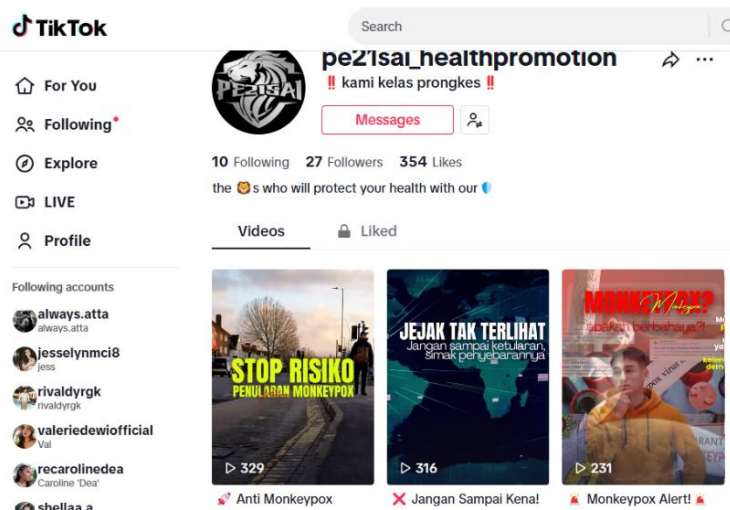 TikTok
Search
For You
Following
Explore
LIVE
Profile
Following accounts
always.atta
always.atta
jesselynmci8
jess
rivaldyrgk
rivaldyrgk
valeriedewiofficial
Val
recarolinedea
Caroline 'Dea'
shellaa.a
PE21SAI
pe21sai_healthpromotion
‼️ kami kelas prongkes ‼️
Messages
10 Following 27 Followers 354 Likes
the 🦁s who will protect your health with our 🛡️
Videos Liked
STOP RISIKO
PENULARAN MONKEYPOX
329
🚀 Anti Monkeypox
JEJAK TAK TERLIHAT
Jangan sampai ketularan,
simak penyebarannya
316
❌ Jangan Sampai Kena!
MONKEYPOX?
apakah berbahaya?!
231
🚨 Monkeypox Alert! 🚨